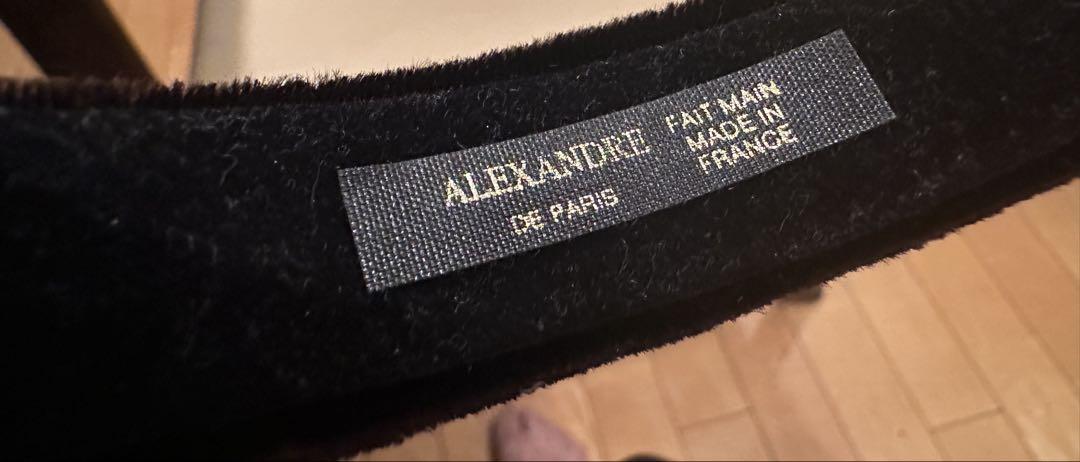 ALEXANDRE
DE PARIS
FAIT MAIN
MADE IN
FRANCE